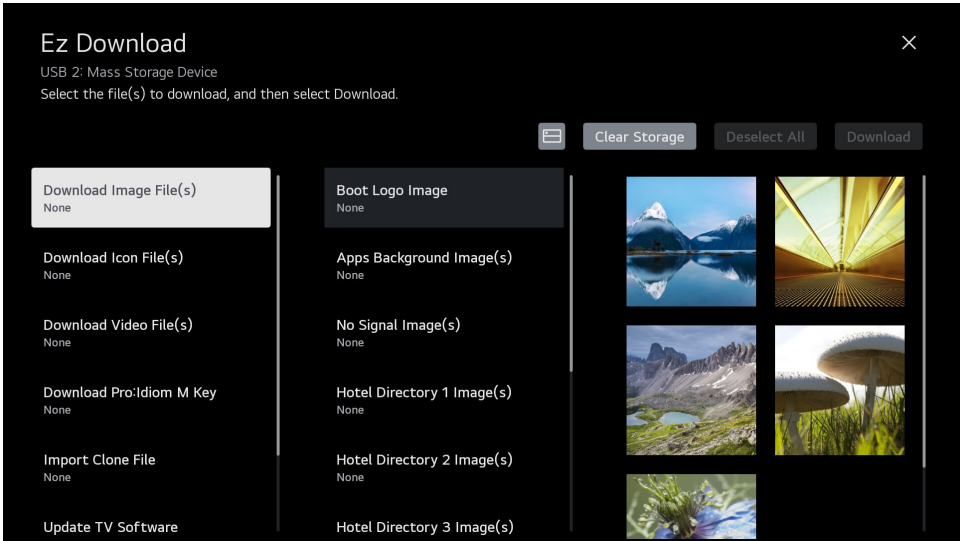 Ez Download
USB 2: Mass Storage Device
Select the file(s) to download, and then select Download.
Clear Storage
Deselect All
Download
Download Image File(s)
None
Download Icon File(s)
None
Download Video File(s)
None
Download Pro:Idiom M Key
None
Import Clone File
None
Update TV Software
Boot Logo Image
None
Apps Background Image(s)
None
No Signal Image(s)
None
Hotel Directory 1 Image(s)
None
Hotel Directory 2 Image(s)
None
Hotel Directory 3 Image(s)